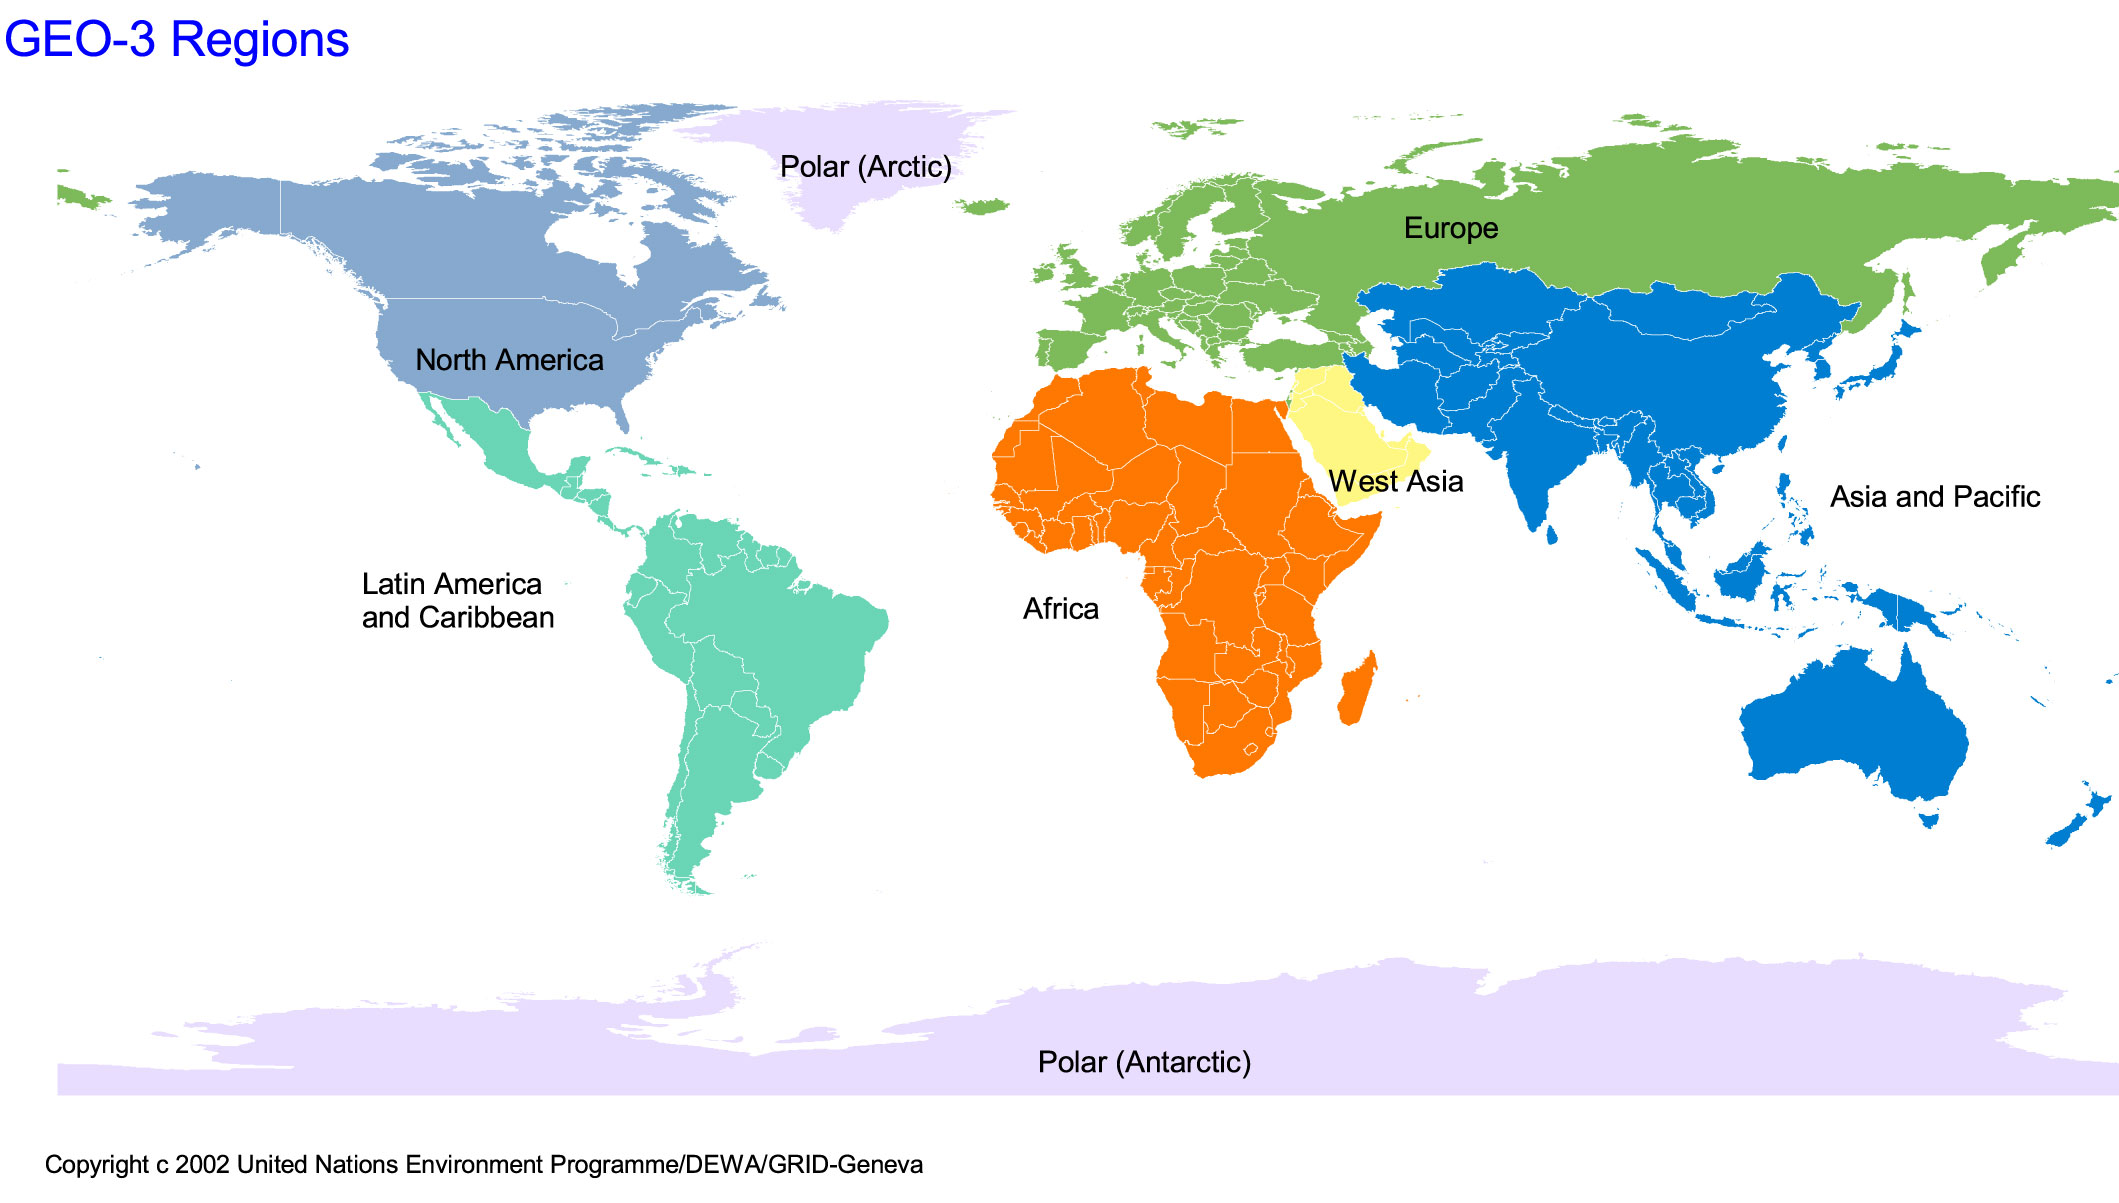 GEO-3 Regions
Polar (Arctic)
Europe
North America
West Asia
Asia and Pacific
Latin America
and Caribbean
Africa
Polar (Antarctic)
Copyright c 2002 United Nations Environment Programme/DEWA/GRID-Geneva